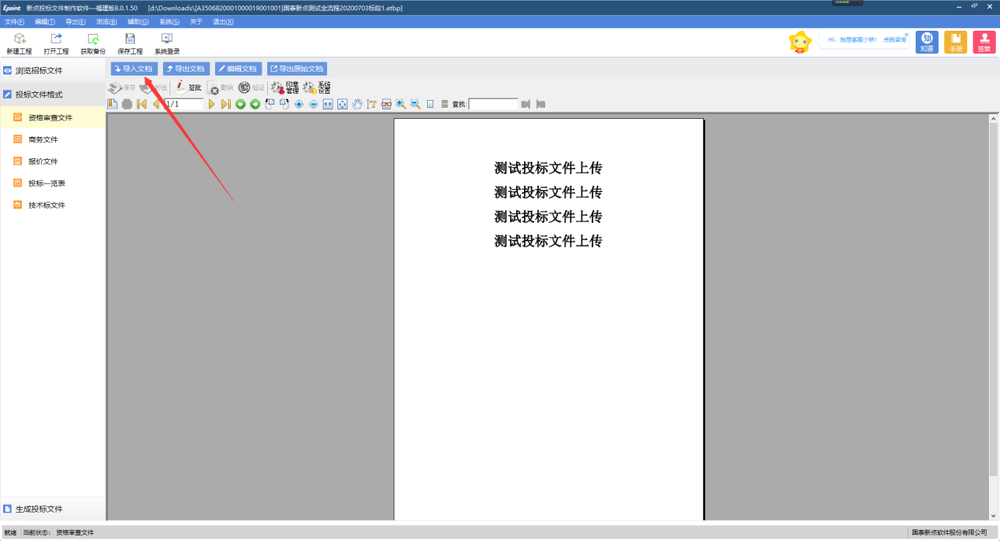 Epoint 新点投标文件制作软件—福建版8.0.1.50 [d:\Downloads\[A3506820001000019001001]国泰新点测试全流程20200703标段1.etbp]
文件(F) 编辑(T) 导出(E) 浏览(B) 辅助(G) 系统(S) 关于 退出(X)
新建工程 打开工程 获取备份 保存工程 系统登录
Hi，我是客服小桥！ 点我咨询
知 知道 手册 签章
浏览招标文件
导入文档 导出文档 编辑文档 导出原始文档
保存 签批 撤销 验证 印章管理 系统设置
投标文件格式
1/1 查找:
资格审查文件
商务文件
报价文件
投标一览表
技术标文件
测试投标文件上传
测试投标文件上传
测试投标文件上传
测试投标文件上传
生成投标文件
就绪 当前状态: 资格审查文件 国泰新点软件股份有限公司